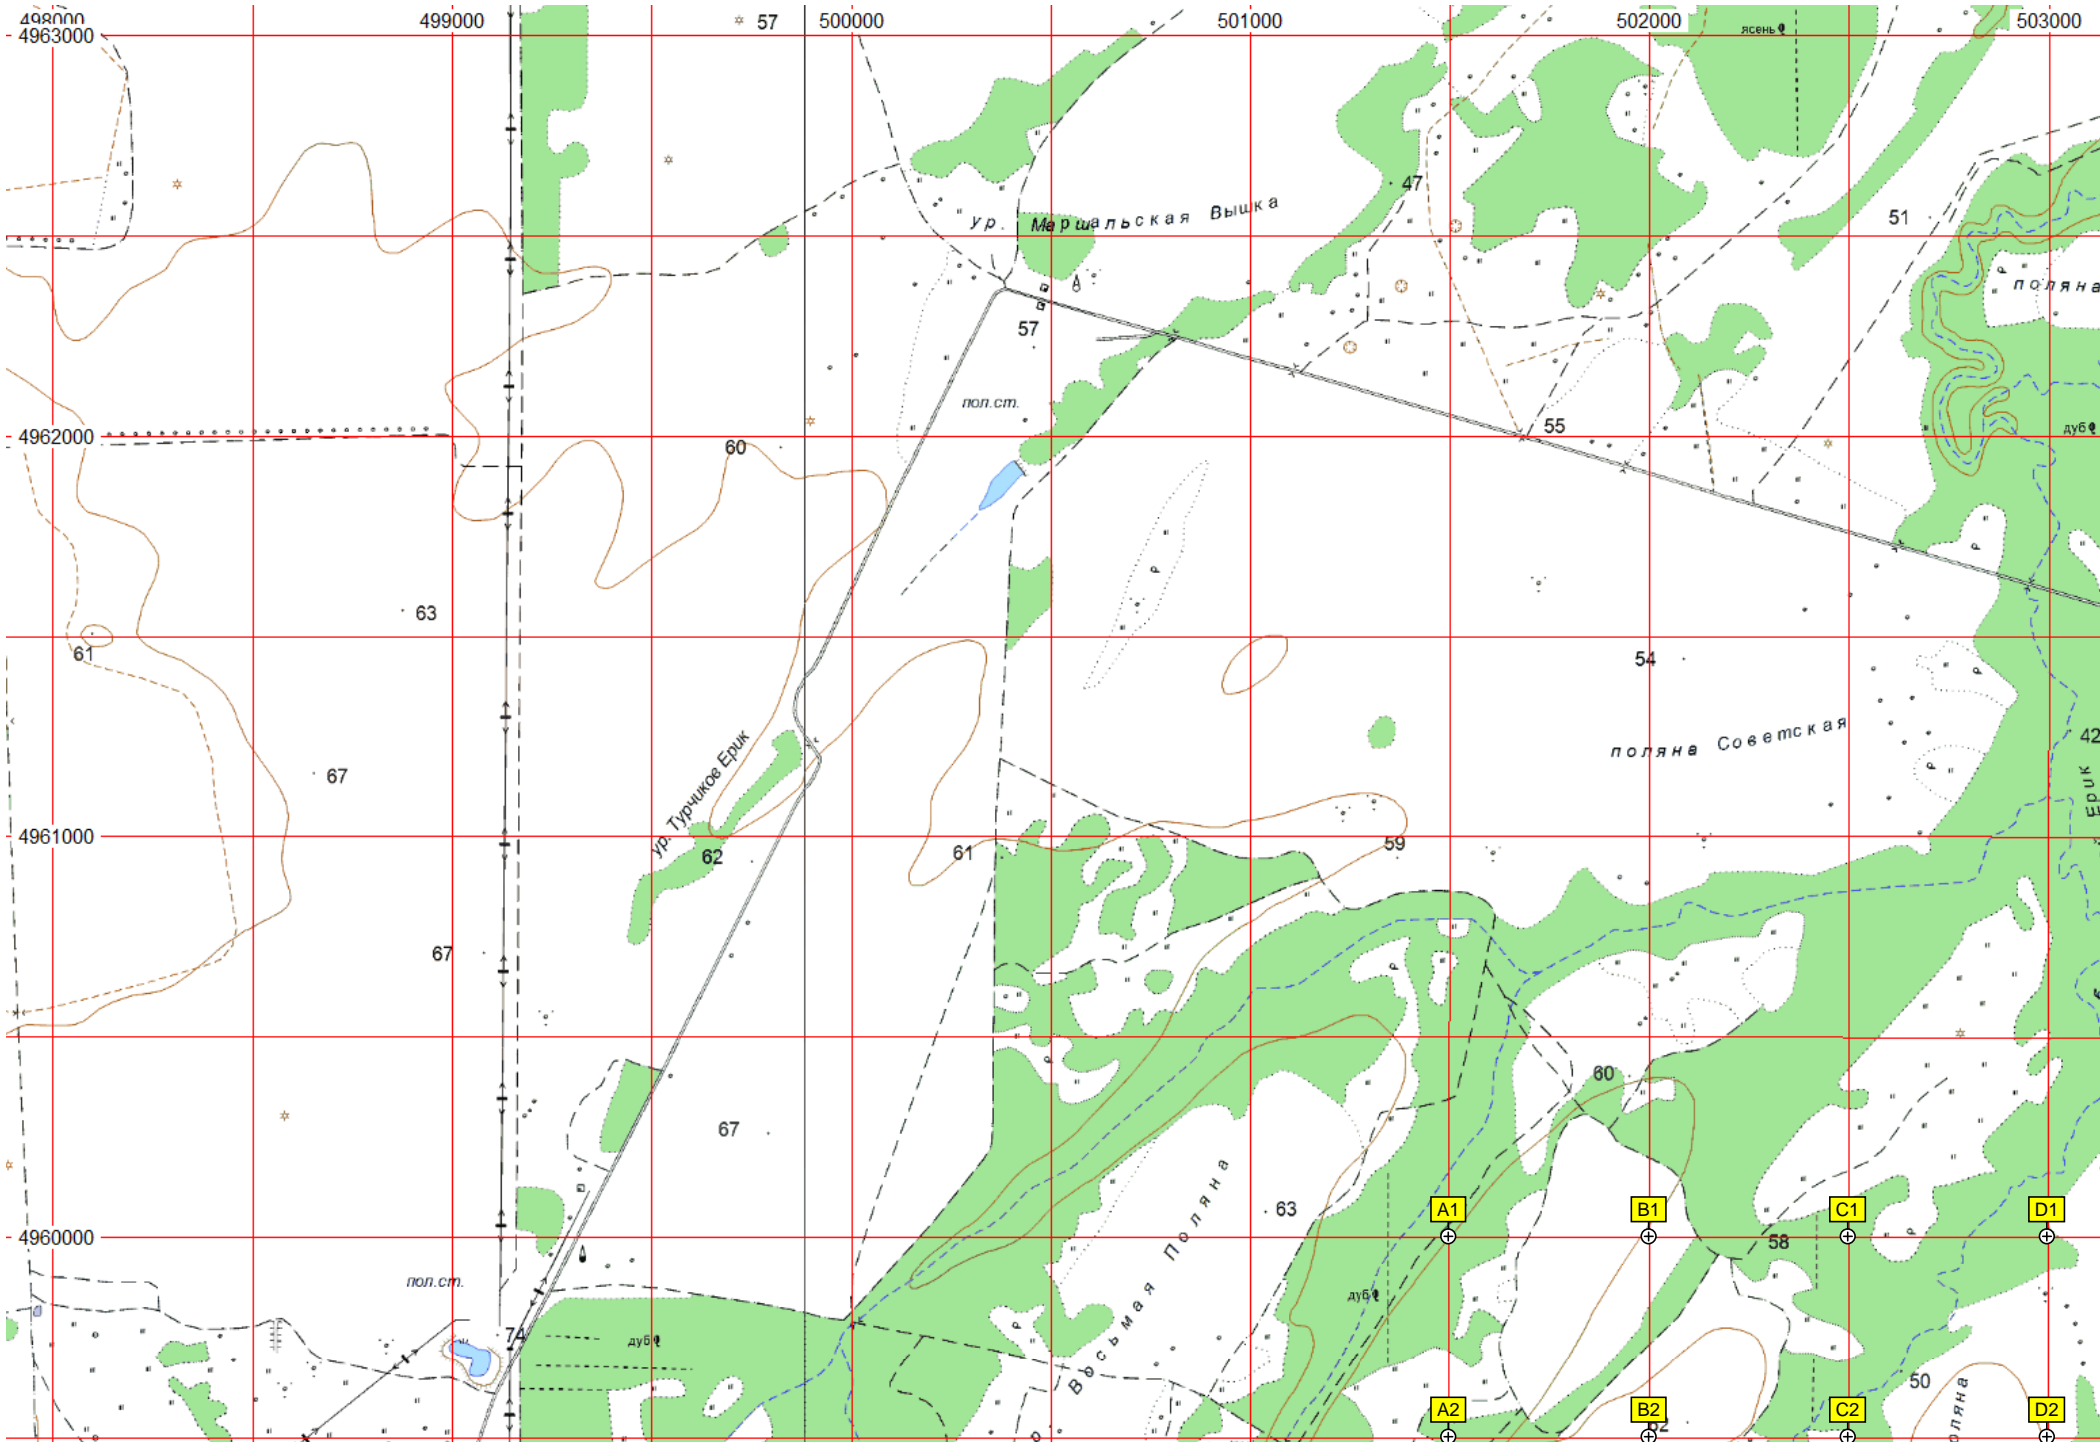 498000 499000 57 500000 501000 502000 503000
4963000
ясень
47
51
ур. Маршальская Вышка
поляна
57
пол.ст.
55
дуб
4962000
60
63
61
54
поляна Советская
42
67
ур. Турчиков Ерик
Ерик
4961000
62
61
59
67
60
67
Восьмая Поляна
63
A1 B1 C1 D1
4960000
58
пол.ст.
дуб
74
дуб
50
A2 B2 C2 D2